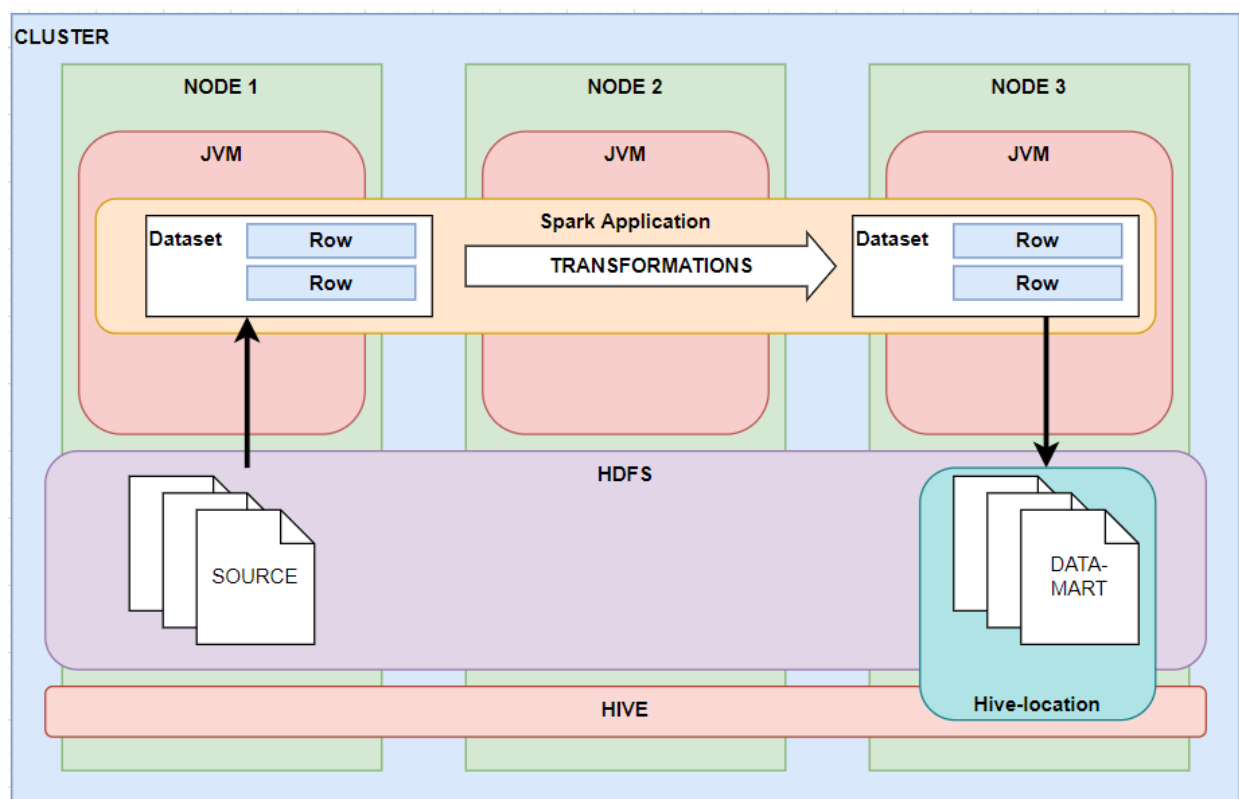 CLUSTER
NODE 1
NODE 2
NODE 3
JVM
JVM
JVM
Spark Application
Dataset
Row
Row
TRANSFORMATIONS
Dataset
Row
Row
HDFS
SOURCE
DATA-
MART
HIVE
Hive-location